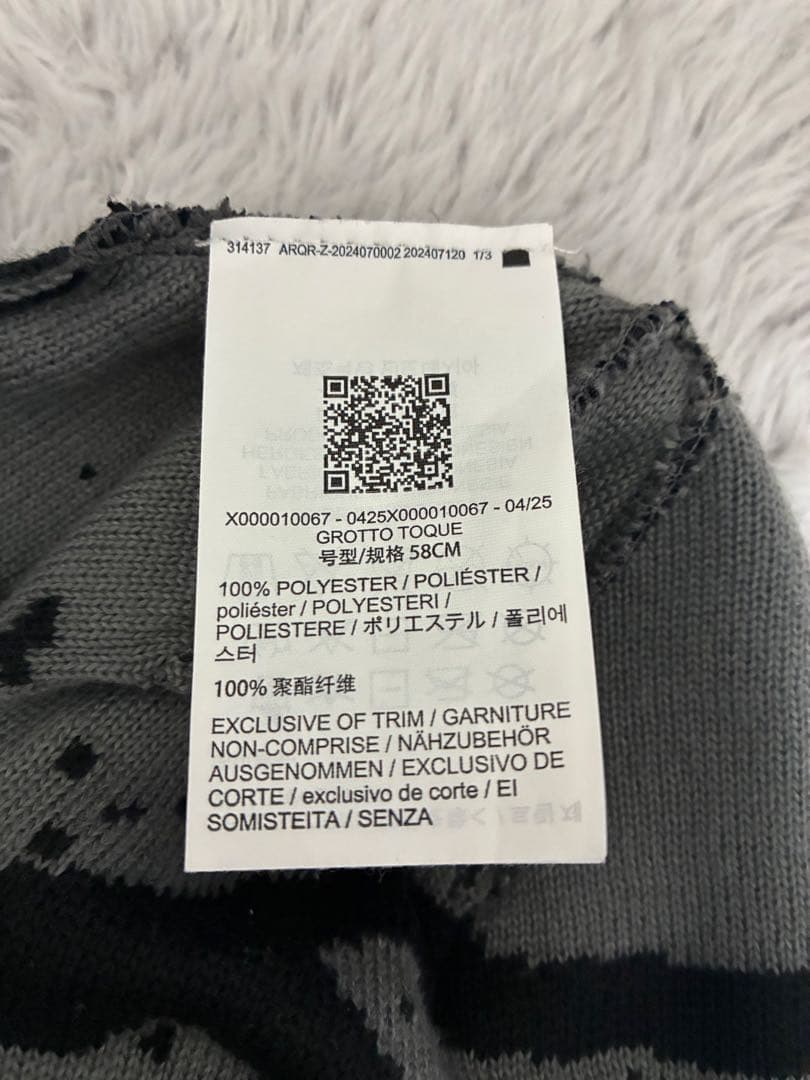 314137 ARQR-Z-2024070002 202407120 1/3
X000010067 - 0425X000010067 - 04/25
GROTTO TOQUE
号型/规格 58CM
100% POLYESTER / POLIÉSTER /
poliéster / POLYESTERI /
POLIESTERE / ポリエステル / 폴리에
스터
100% 聚酯纤维
EXCLUSIVE OF TRIM / GARNITURE
NON-COMPRISE / NÄHZUBEHÖR
AUSGENOMMEN / EXCLUSIVO DE
CORTE / exclusivo de corte / EI
SOMISTEITA / SENZA